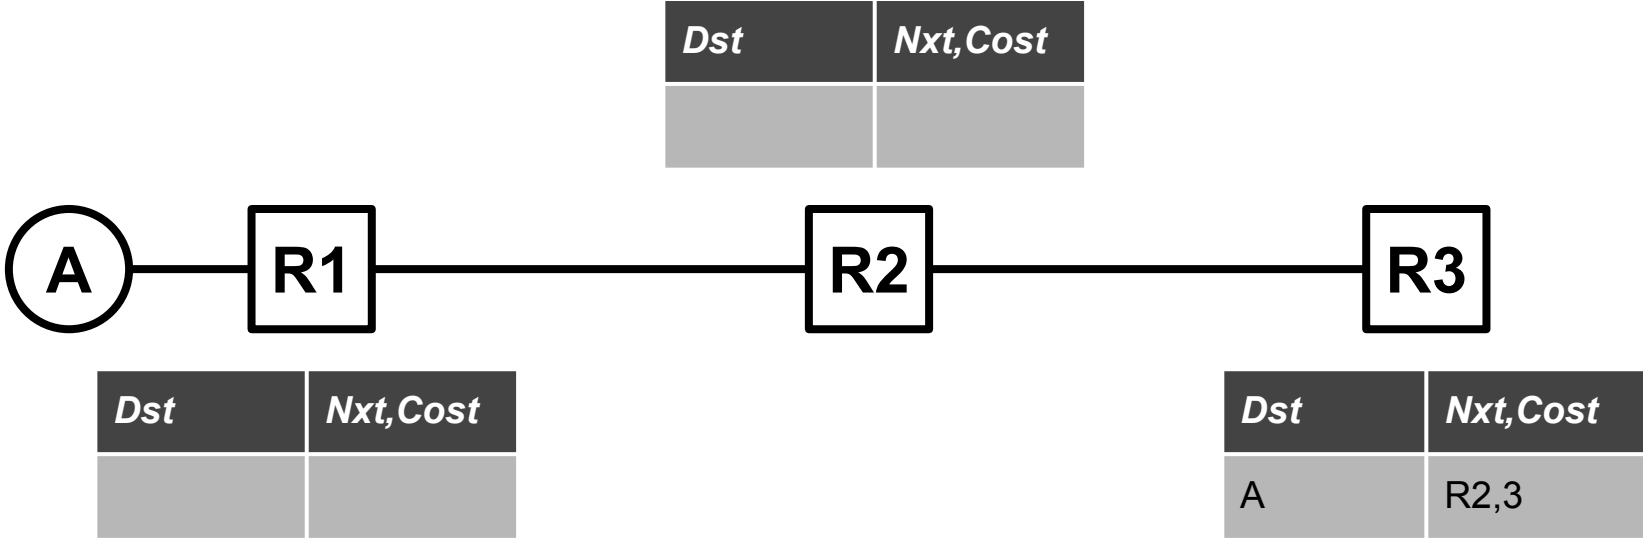 Dst Nxt,Cost
A R1 R2 R3
Dst Nxt,Cost
Dst Nxt,Cost
A R2,3